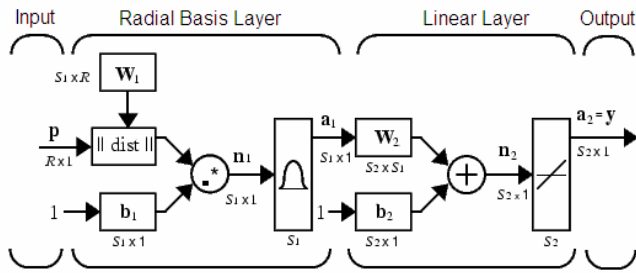 Input Radial Basis Layer Linear Layer Output
S1 x R W1
p || dist || n1 a1 W2 n2 a2 = y
R x 1 .* S1 x 1 S1 x 1 S2 x S1 + S2 x 1 S2 x 1
1 b1 1 b2
S1 x 1 S1 S2 x 1 S2